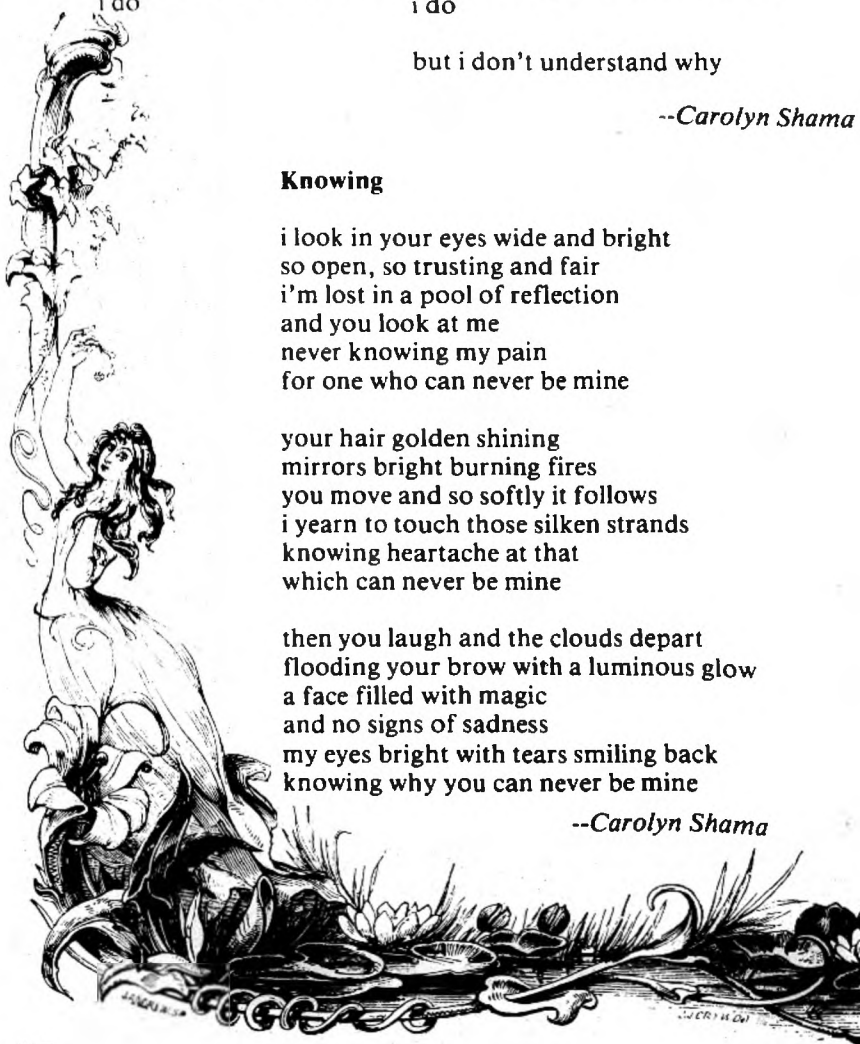 i do
i do
but i don't understand why
--Carolyn Shama
Knowing
i look in your eyes wide and bright
so open, so trusting and fair
i'm lost in a pool of reflection
and you look at me
never knowing my pain
for one who can never be mine
your hair golden shining
mirrors bright burning fires
you move and so softly it follows
i yearn to touch those silken strands
knowing heartache at that
which can never be mine
then you laugh and the clouds depart
flooding your brow with a luminous glow
a face filled with magic
and no signs of sadness
my eyes bright with tears smiling back
knowing why you can never be mine
--Carolyn Shama